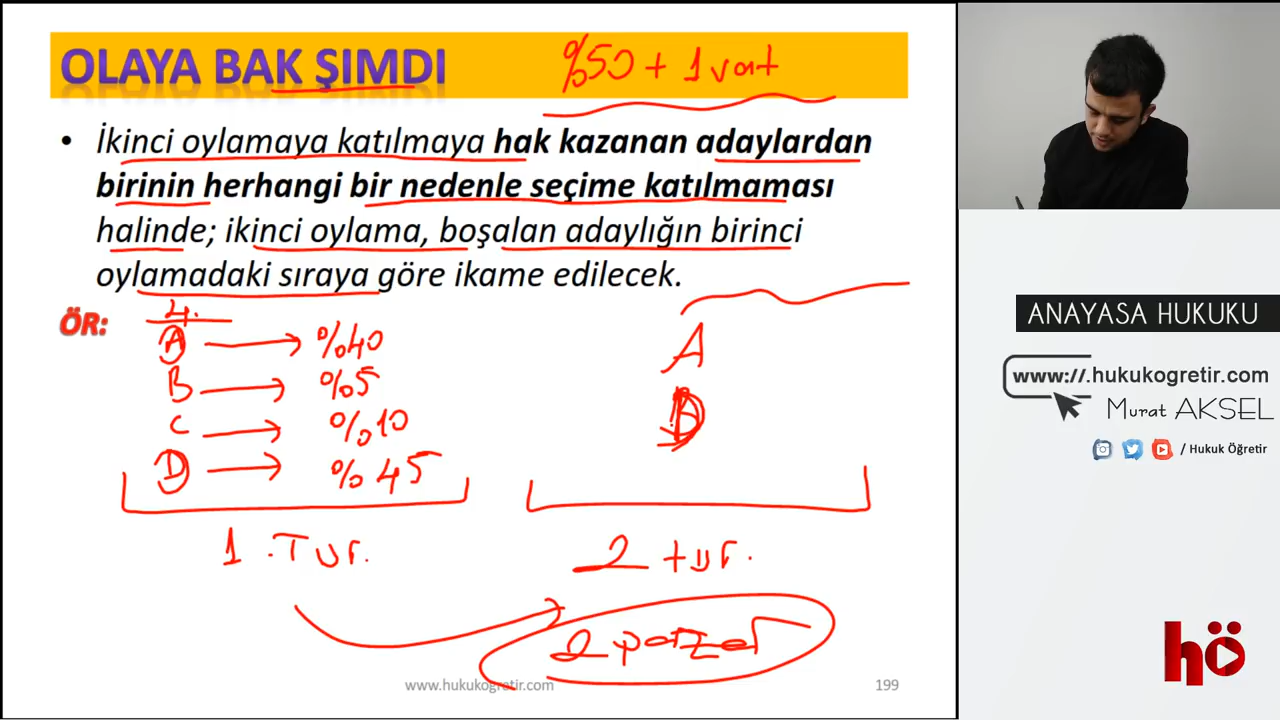 OLAYA BAK ŞIMDI
%50 + 1 vat
• İkinci oylamaya katılmaya hak kazanan adaylardan
birinin herhangi bir nedenle seçime katılmaması
halinde; ikinci oylama, boşalan adaylığın birinci
oylamadaki sıraya göre ikame edilecek.
ÖR:
4.
A → %40
B → %5
C → %10
D → %45
1. Tur.
A
D
2 tur.
2 pazar
www.hukukogretir.com
199
ANAYASA HUKUKU
www://.hukukogretir.com
Murat AKSEL
/ Hukuk Öğretir
hö